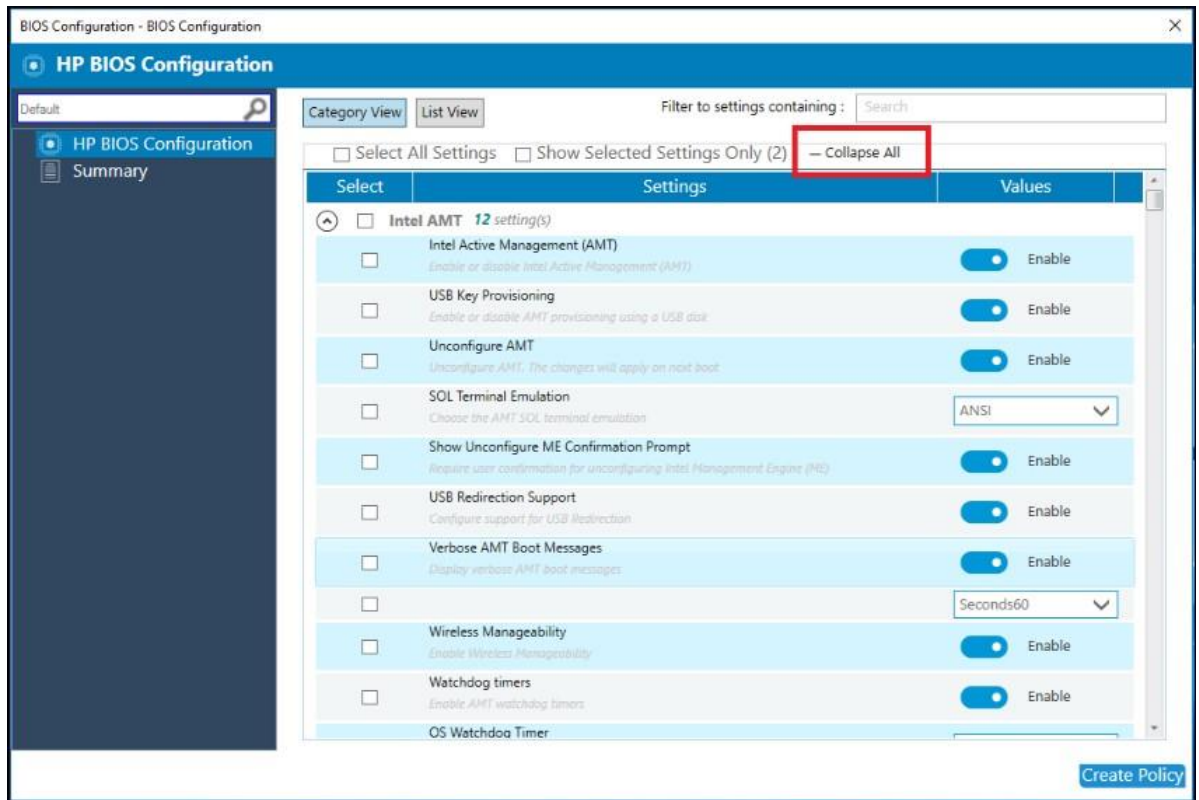 BIOS Configuration - BIOS Configuration
HP BIOS Configuration
Default
HP BIOS Configuration
Summary
Category View List View Filter to settings containing : Search
Select All Settings Show Selected Settings Only (2) — Collapse All
Select Settings Values
Intel AMT 12 setting(s)
Intel Active Management (AMT)
Enable or disable Intel Active Management (AMT)
Enable
USB Key Provisioning
Enable or disable AMT provisioning using a USB disk
Enable
Unconfigure AMT
Unconfigure AMT. The changes will apply on next boot
Enable
SOL Terminal Emulation
Choose the AMT SOL terminal emulation
ANSI
Show Unconfigure ME Confirmation Prompt
Require user confirmation for unconfiguring Intel Management Engine (ME)
Enable
USB Redirection Support
Configure support for USB Redirection
Enable
Verbose AMT Boot Messages
Display verbose AMT boot messages
Enable
Seconds60
Wireless Manageability
Enable Wireless Manageability
Enable
Watchdog timers
Enable AMT watchdog timers
Enable
OS Watchdog Timer
Create Policy